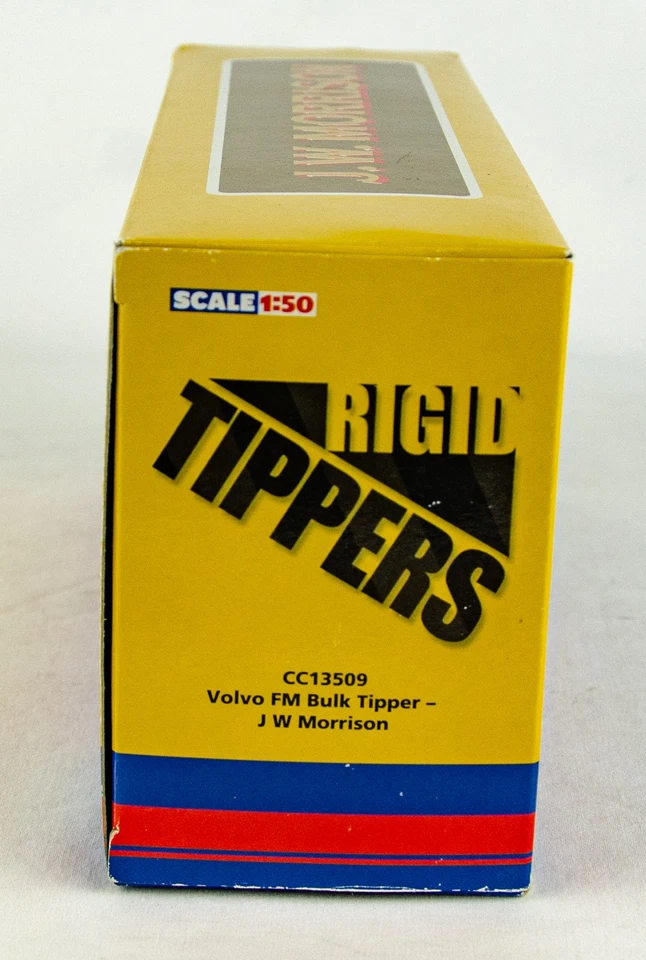 J.W. MORRISON
SCALE 1:50
RIGID
TIPPERS
CC13509
Volvo FM Bulk Tipper –
J W Morrison